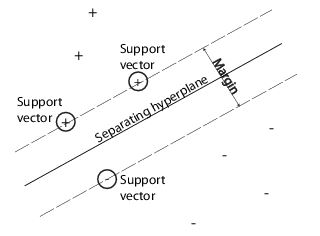 +
+
Support
vector
+
Support
vector
+
Separating hyperplane
Margin
-
-
-
Support
vector
-
-